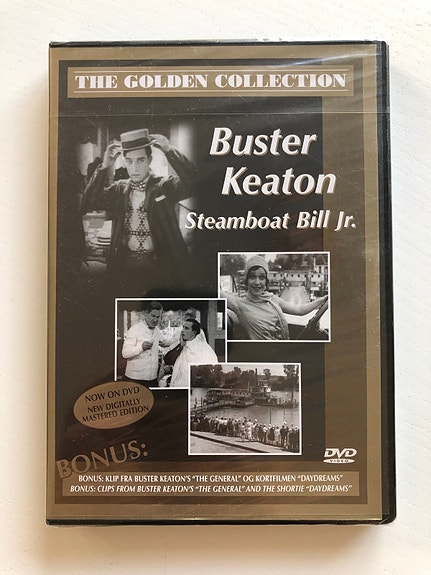 THE GOLDEN COLLECTION
Buster
Keaton
Steamboat Bill Jr.
NOW ON DVD
NEW DIGITALLY
MASTERED EDITION
BONUS:
DVD
VIDEO
BONUS: KLIP FRA BUSTER KEATON'S "THE GENERAL" OG KORTFILMEN "DAYDREAMS"
BONUS: CLIPS FROM BUSTER KEATON'S "THE GENERAL" AND THE SHORTIE "DAYDREAMS"